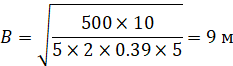 B = √(500 × 10 / 5 × 2 × 0.39 × 5) = 9 м